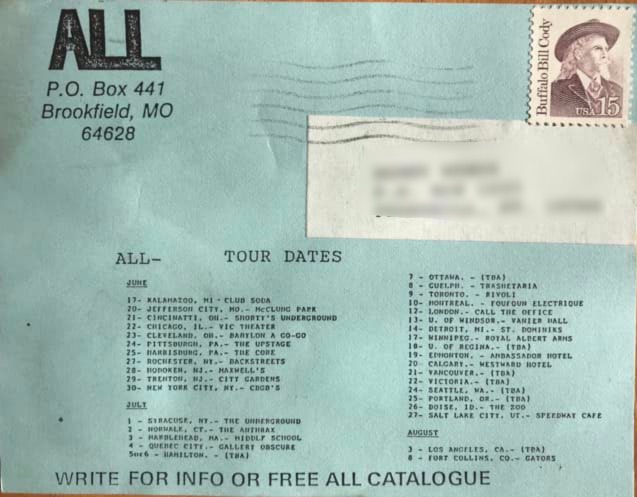 ALL
P.O. Box 441
Brookfield, MO
64628
Buffalo Bill Cody
USA 15
ALL- TOUR DATES
JUNE
17- KALAMAZOO, MI - CLUB SODA
20- JEFFERSON CITY, MO.- McCLUNG PARK
21- CINCINATTI, OH.- SHORTY'S UNDERGROUND
22- CHICAGO, IL.- VIC THEATER
23- CLEVELAND, OH.- BABYLON A GO-GO
24- PITTSBURGH, PA.- THE UPSTAGE
25- HARRISBURG, PA.- THE CORE
27- ROCHESTER, NY.- BACKSTREETS
28- HOBOKEN, NJ.- MAXWELL'S
29- TRENTON, NJ.- CITY GARDENS
30- NEW YORK CITY, NY.- CBGB'S
JULY
1 - SYRACUSE, NY.- THE UNDERGROUND
2 - NORWALK, CT.- THE ANTHRAX
3 - MARBLEHEAD, MA.- MIDDLE SCHOOL
4 - QUEBEC CITY.- GALLERY OBSCURE
5or6 - HAMILTON. - (TBA)
7 - OTTAWA. - (TBA)
8 - GUELPH. - TRASHETARIA
9 - TORONTO. - RIVOLI
10- MONTREAL. - FOUFOUN ELECTRIQUE
12- LONDON.- CALL THE OFFICE
13- U. OF WINDSOR.- VANIER HALL
14- DETROIT, MI.- ST. DOMINIKS
17- WINNIPEG.- ROYAL ALBERT ARMS
18- U. OF REGINA.- (TBA)
19- EDMONTON. - AMBASSADOR HOTEL
20- CALGARY.- WESTWARD HOTEL
21- VANCOUVER.- (TBA)
22- VICTORIA.- (TBA)
24- SEATTLE, WA.- (TBA)
25- PORTLAND, OR.- (TBA)
26- BOISE, ID.- THE ZOO
27- SALT LAKE CITY, UT.- SPEEDWAY CAFE
AUGUST
3 - LOS ANGELES, CA.- (TBA)
8 - FORT COLLINS, CO.- GATORS
WRITE FOR INFO OR FREE ALL CATALOGUE